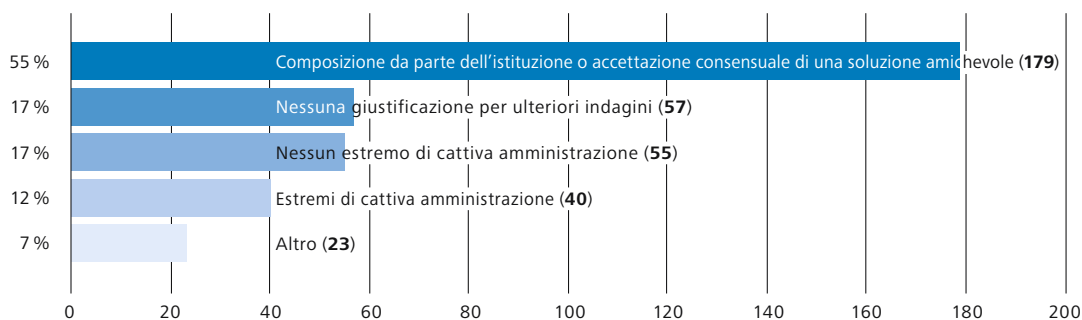 55 % Composizione da parte dell’istituzione o accettazione consensuale di una soluzione amichevole (179)
17 % Nessuna giustificazione per ulteriori indagini (57)
17 % Nessun estremo di cattiva amministrazione (55)
12 % Estremi di cattiva amministrazione (40)
7 % Altro (23)
0 20 40 60 80 100 120 140 160 180 200